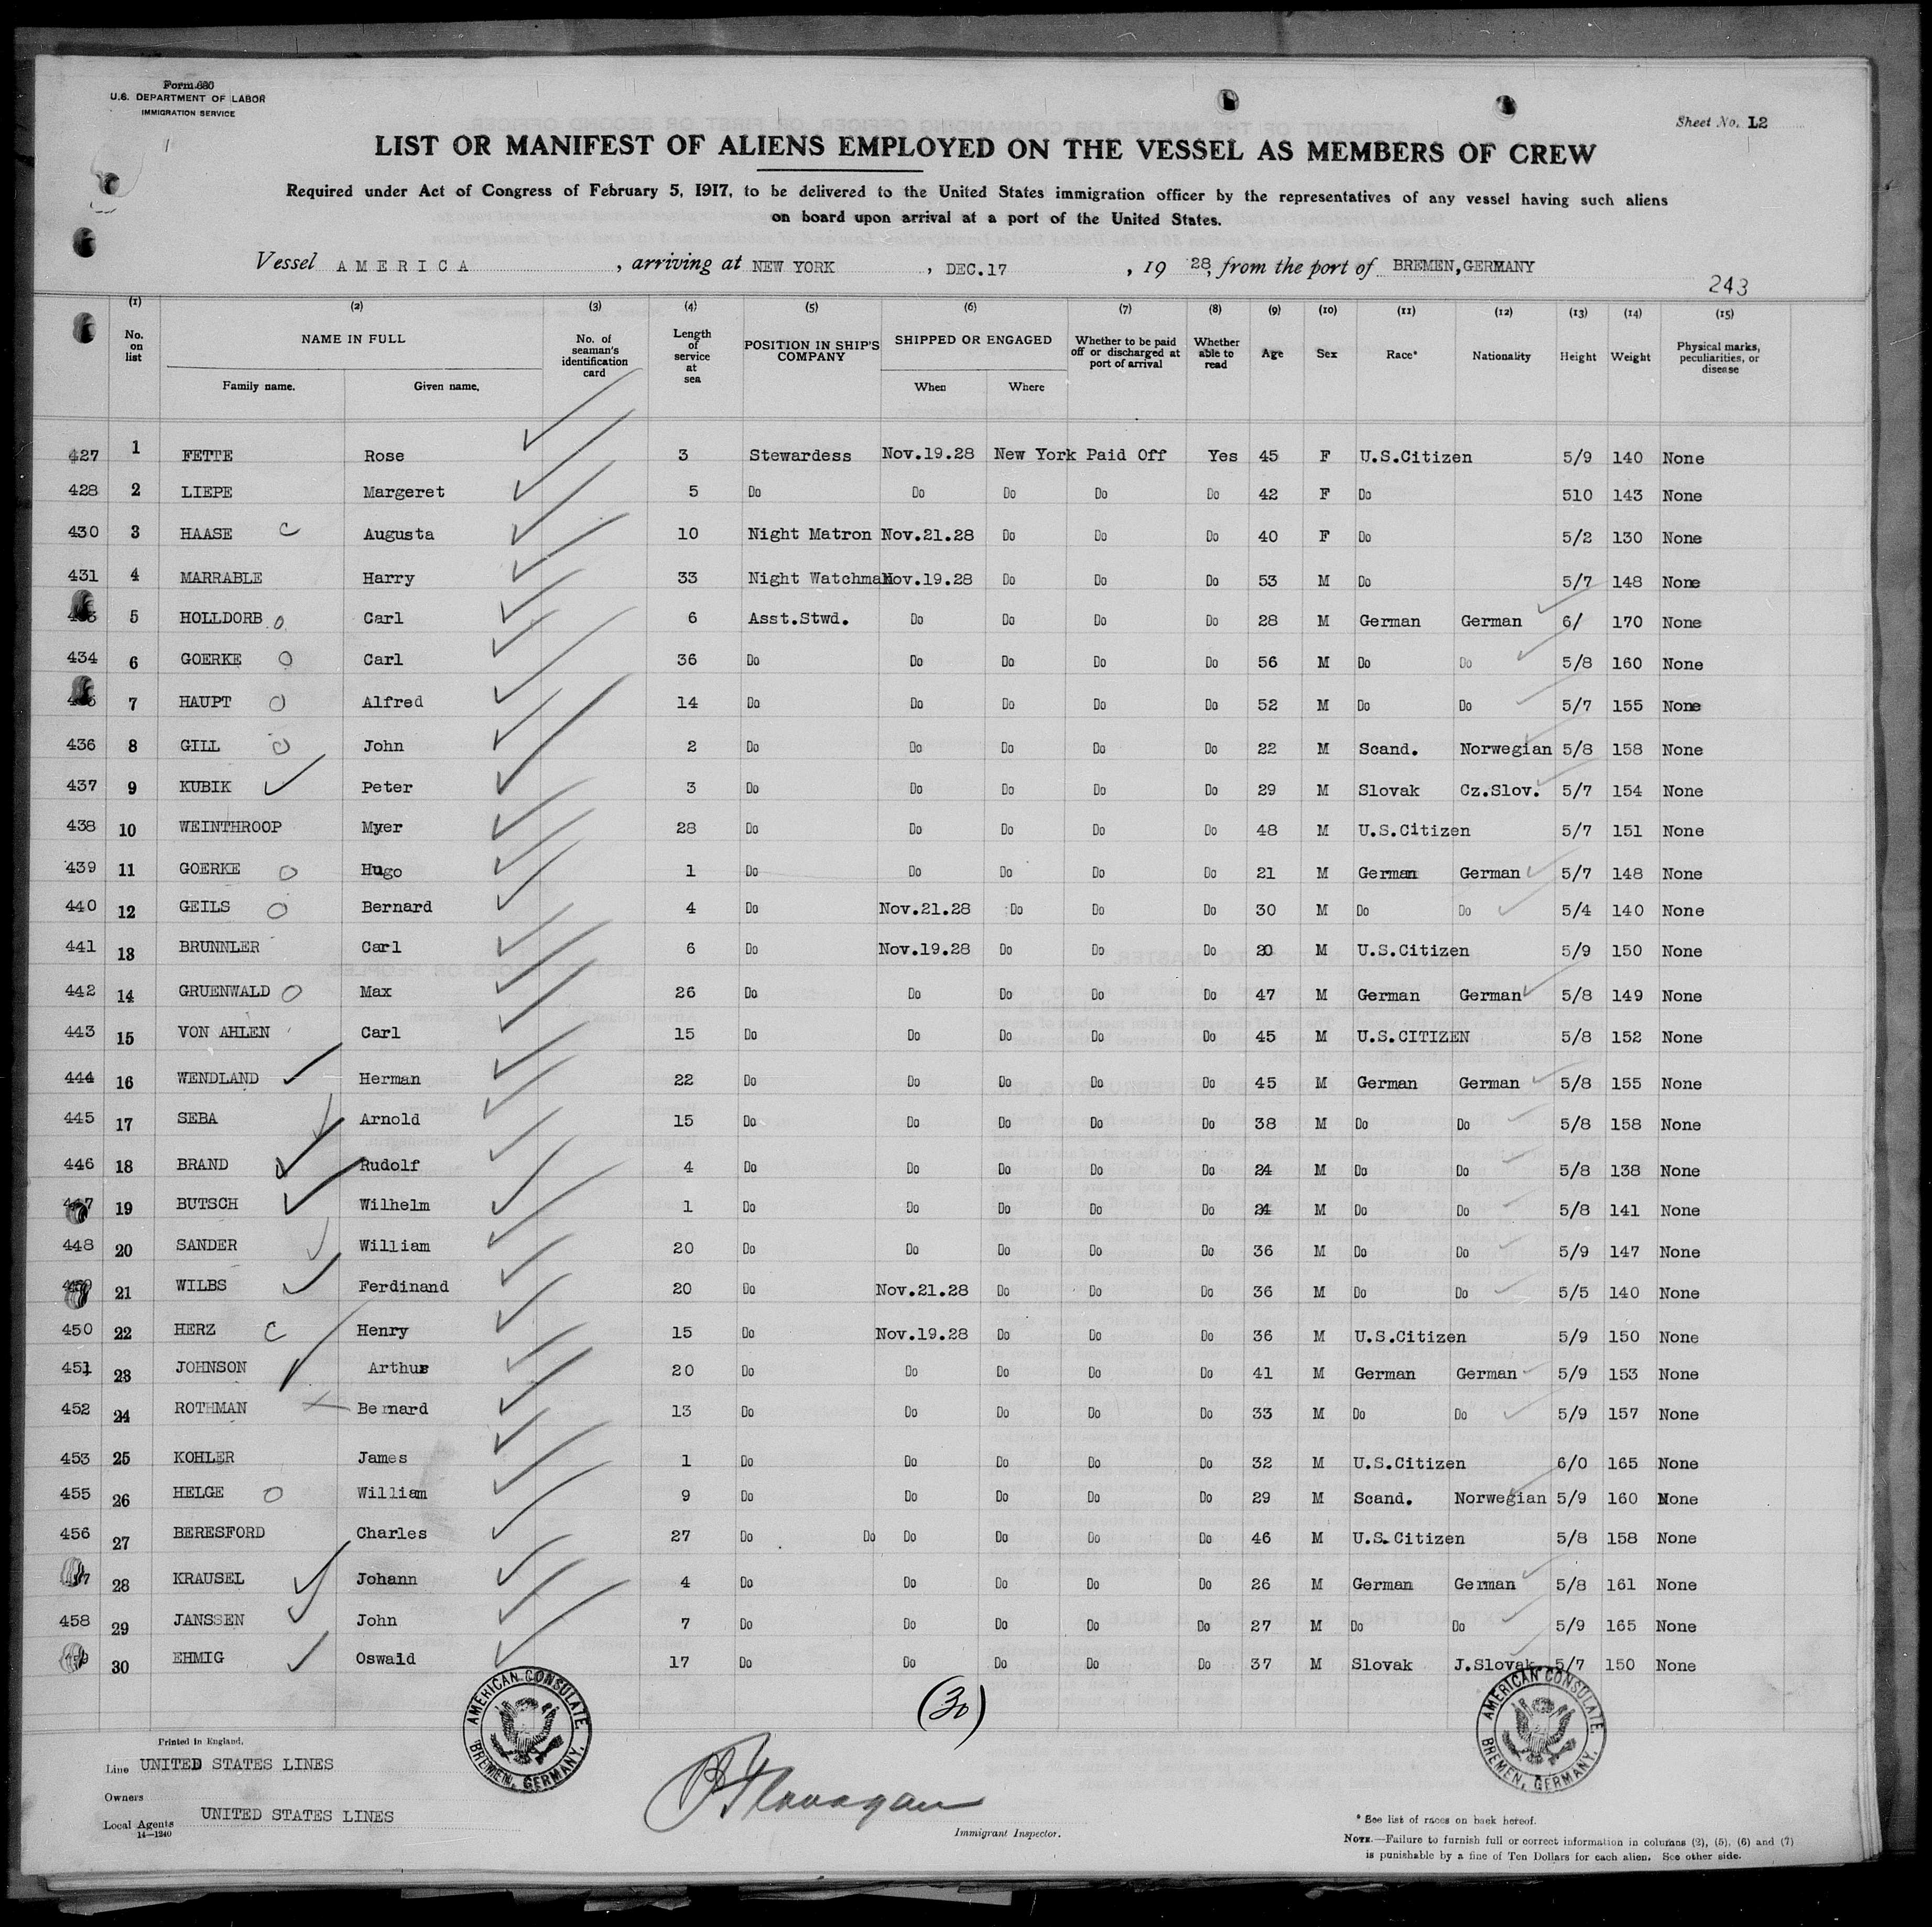 Form 680
U.S. DEPARTMENT OF LABOR
IMMIGRATION SERVICE
Sheet No. L2
LIST OR MANIFEST OF ALIENS EMPLOYED ON THE VESSEL AS MEMBERS OF CREW
Required under Act of Congress of February 5, 1917, to be delivered to the United States immigration officer by the representatives of any vessel having such aliens
on board upon arrival at a port of the United States.
Vessel AMERICA, arriving at NEW YORK, DEC.17, 1928, from the port of BREMEN, GERMANY
243
(1) (2) (3) (4) (5) (6) (7) (8) (9) (10) (11) (12) (13) (14) (15)
No. on list NAME IN FULL Family name. Given name. No. of seaman's identification card Length of service at sea POSITION IN SHIP'S COMPANY SHIPPED OR ENGAGED When Where Whether to be paid off or discharged at port of arrival Whether able to read Age Sex Race* Nationality Height Weight Physical marks, peculiarities, or disease
427 1 FETTE Rose 3 Stewardess Nov.19.28 New York Paid Off Yes 45 F U.S.Citizen 5/9 140 None
428 2 LIEPE Margeret 5 Do Do Do Do Do 42 F Do 510 143 None
430 3 HAASE C Augusta 10 Night Matron Nov.21.28 Do Do Do 40 F Do 5/2 130 None
431 4 MARRABLE Harry 33 Night Watchman Nov.19.28 Do Do Do 53 M Do 5/7 148 None
5 HOLLDORB O Carl 6 Asst.Stwd. Do Do Do Do 28 M German German 6/ 170 None
434 6 GOERKE O Carl 36 Do Do Do Do Do 56 M Do Do 5/8 160 None
7 HAUPT O Alfred 14 Do Do Do Do Do 52 M Do Do 5/7 155 None
436 8 GILL O John 2 Do Do Do Do Do 22 M Scand. Norwegian 5/8 158 None
437 9 KUBIK Peter 3 Do Do Do Do Do 29 M Slovak Cz.Slov. 5/7 154 None
438 10 WEINTHROOP Myer 28 Do Do Do Do Do 48 M U.S.Citizen 5/7 151 None
439 11 GOERKE O Hugo 1 Do Do Do Do Do 21 M German German 5/7 148 None
440 12 GEILS O Bernard 4 Do Nov.21.28 Do Do Do 30 M Do Do 5/4 140 None
441 13 BRUNNLER Carl 6 Do Nov.19.28 Do Do Do 20 M U.S.Citizen 5/9 150 None
442 14 GRUENWALD O Max 26 Do Do Do Do Do 47 M German German 5/8 149 None
443 15 VON AHLEN Carl 15 Do Do Do Do Do 45 M U.S.CITIZEN 5/8 152 None
444 16 WENDLAND Herman 22 Do Do Do Do Do 45 M German German 5/8 155 None
445 17 SEBA Arnold 15 Do Do Do Do Do 38 M Do Do 5/8 158 None
446 18 BRAND Rudolf 4 Do Do Do Do Do 24 M Do Do 5/8 138 None
447 19 BUTSCH Wilhelm 1 Do Do Do Do Do 24 M Do Do 5/8 141 None
448 20 SANDER William 20 Do Do Do Do Do 36 M Do Do 5/9 147 None
21 WILBS Ferdinand 20 Do Nov.21.28 Do Do Do 36 M Do Do 5/5 140 None
450 22 HERZ C Henry 15 Do Nov.19.28 Do Do Do 36 M U.S.Citizen 5/9 150 None
451 23 JOHNSON Arthur 20 Do Do Do Do Do 41 M German German 5/9 153 None
452 24 ROTHMAN Bernard 13 Do Do Do Do Do 33 M Do Do 5/9 157 None
453 25 KOHLER James 1 Do Do Do Do Do 32 M U.S.Citizen 6/0 165 None
455 26 HELGE O William 9 Do Do Do Do Do 29 M Scand. Norwegian 5/9 160 None
456 27 BERESFORD Charles 27 Do Do Do Do Do Do 46 M U.S.Citizen 5/8 158 None
28 KRAUSEL Johann 4 Do Do Do Do Do 26 M German German 5/8 161 None
458 29 JANSSEN John 7 Do Do Do Do Do 27 M Do Do 5/9 165 None
30 EHMIG Oswald 17 Do Do Do Do Do 37 M Slovak J.Slovak 5/7 150 None
AMERICAN CONSULATE. BREMEN, GERMANY.
(30)
AMERICAN CONSULATE. BREMEN, GERMANY.
Printed in England.
Line UNITED STATES LINES
Owners
Local Agents UNITED STATES LINES
14—1240
Flanagan
Immigrant Inspector.
* See list of races on back hereof.
NOTE.—Failure to furnish full or correct information in columns (2), (5), (6) and (7)
is punishable by a fine of Ten Dollars for each alien. See other side.